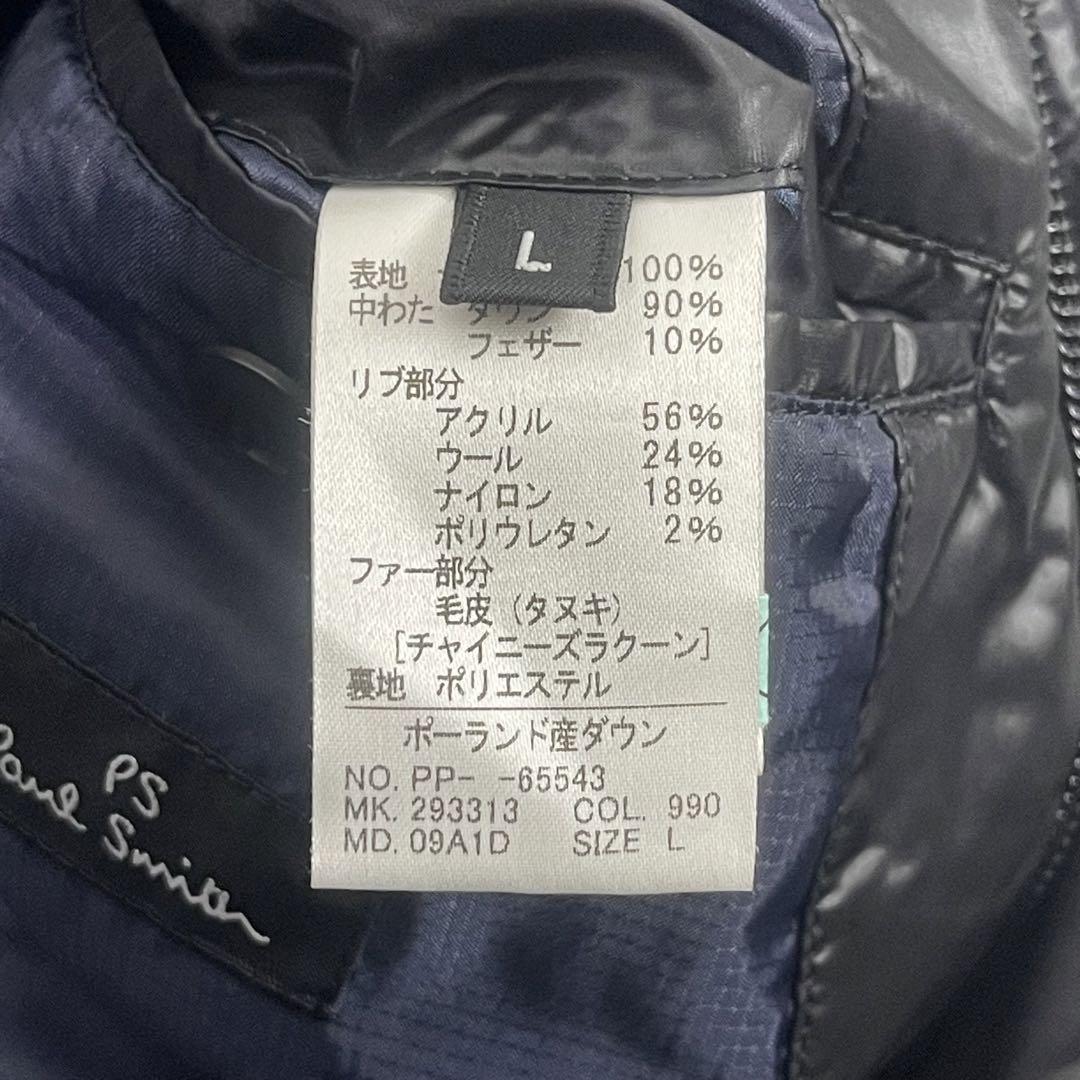 L
表地 100%
中わた ダウン 90%
フェザー 10%
リブ部分
アクリル 56%
ウール 24%
ナイロン 18%
ポリウレタン 2%
ファー部分
毛皮(タヌキ)
[チャイニーズラクーン]
裏地 ポリエステル
ポーランド産ダウン
NO. PP- -65543
MK. 293313 COL. 990
MD. 09A1D SIZE L
PS
Paul Smith